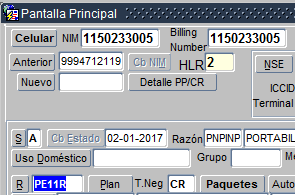 Pantalla Principal
Celular NIM 1150233005 Billing Number 1150233005
Anterior 9994712119 Cb NIM HLR 2 NSE
Nuevo Detalle PP/CR ICCID
Terminal
S A Cb Estado 02-01-2017 Razón PNPINP PORTABIL
Uso Doméstico Grupo Me
R PE11R Plan T.Neg CR Paquetes Auto